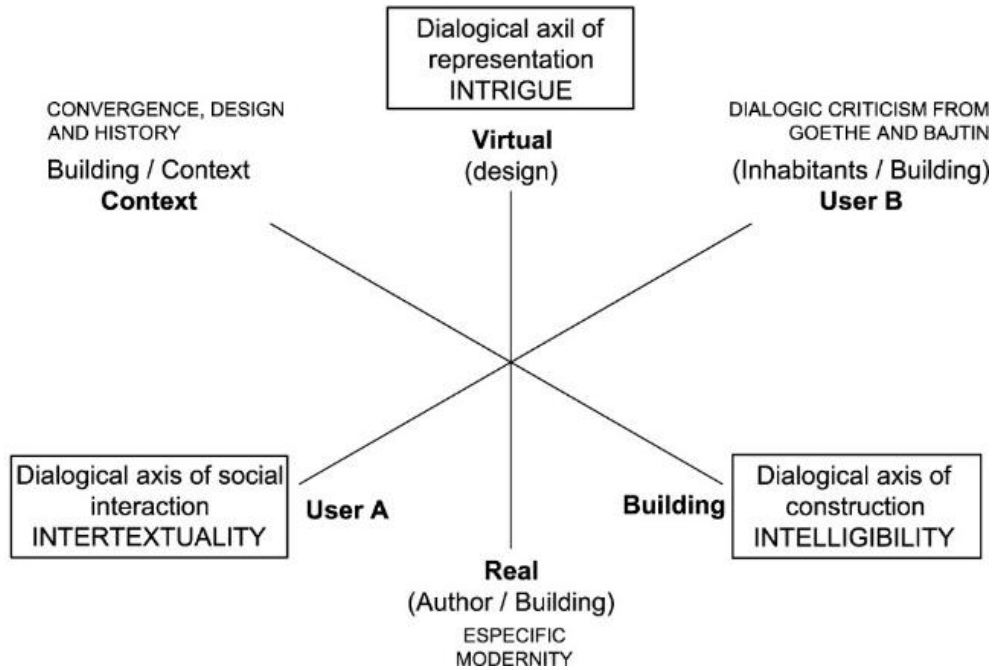 Dialogical axil of
representation
INTRIGUE
CONVERGENCE, DESIGN
AND HISTORY
Building / Context
Context
Virtual
(design)
DIALOGIC CRITICISM FROM
GOETHE AND BAJTIN
(Inhabitants / Building)
User B
Dialogical axis of social
interaction
INTERTEXTUALITY
User A
Building
Dialogical axis of
construction
INTELLIGIBILITY
Real
(Author / Building)
ESPECIFIC
MODERNITY